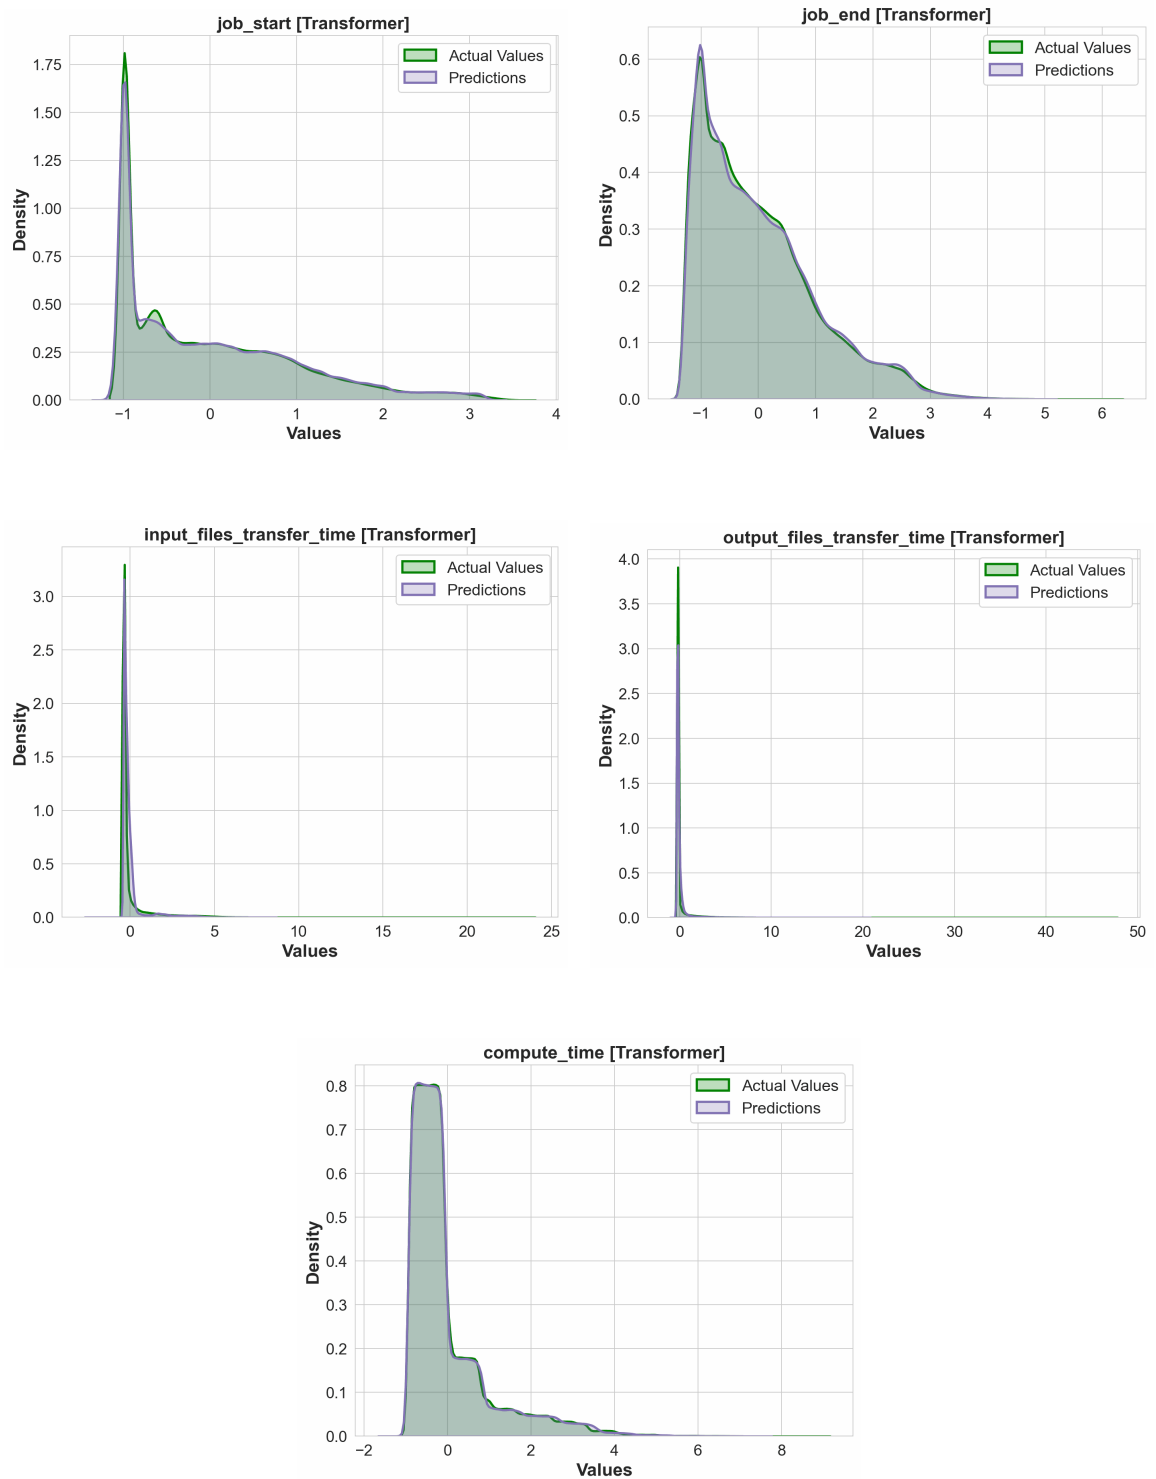 job_start [Transformer]
Actual Values
Predictions
1.75
1.50
1.25
1.00
0.75
0.50
0.25
0.00
Density
−1 0 1 2 3 4
Values
job_end [Transformer]
Actual Values
Predictions
0.6
0.5
0.4
0.3
0.2
0.1
0.0
Density
−1 0 1 2 3 4 5 6
Values
input_files_transfer_time [Transformer]
Actual Values
Predictions
3.0
2.5
2.0
1.5
1.0
0.5
0.0
Density
0 5 10 15 20 25
Values
output_files_transfer_time [Transformer]
Actual Values
Predictions
4.0
3.5
3.0
2.5
2.0
1.5
1.0
0.5
0.0
Density
0 10 20 30 40 50
Values
compute_time [Transformer]
Actual Values
Predictions
0.8
0.7
0.6
0.5
0.4
0.3
0.2
0.1
0.0
Density
−2 0 2 4 6 8
Values